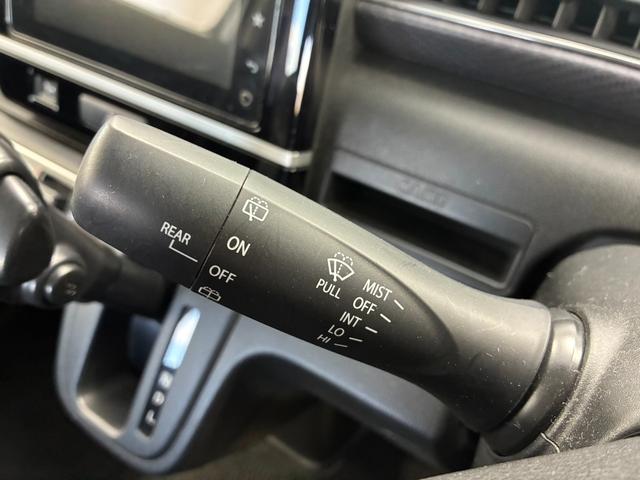 REAR
ON
OFF
PULL
MIST
OFF
INT
LO
HI